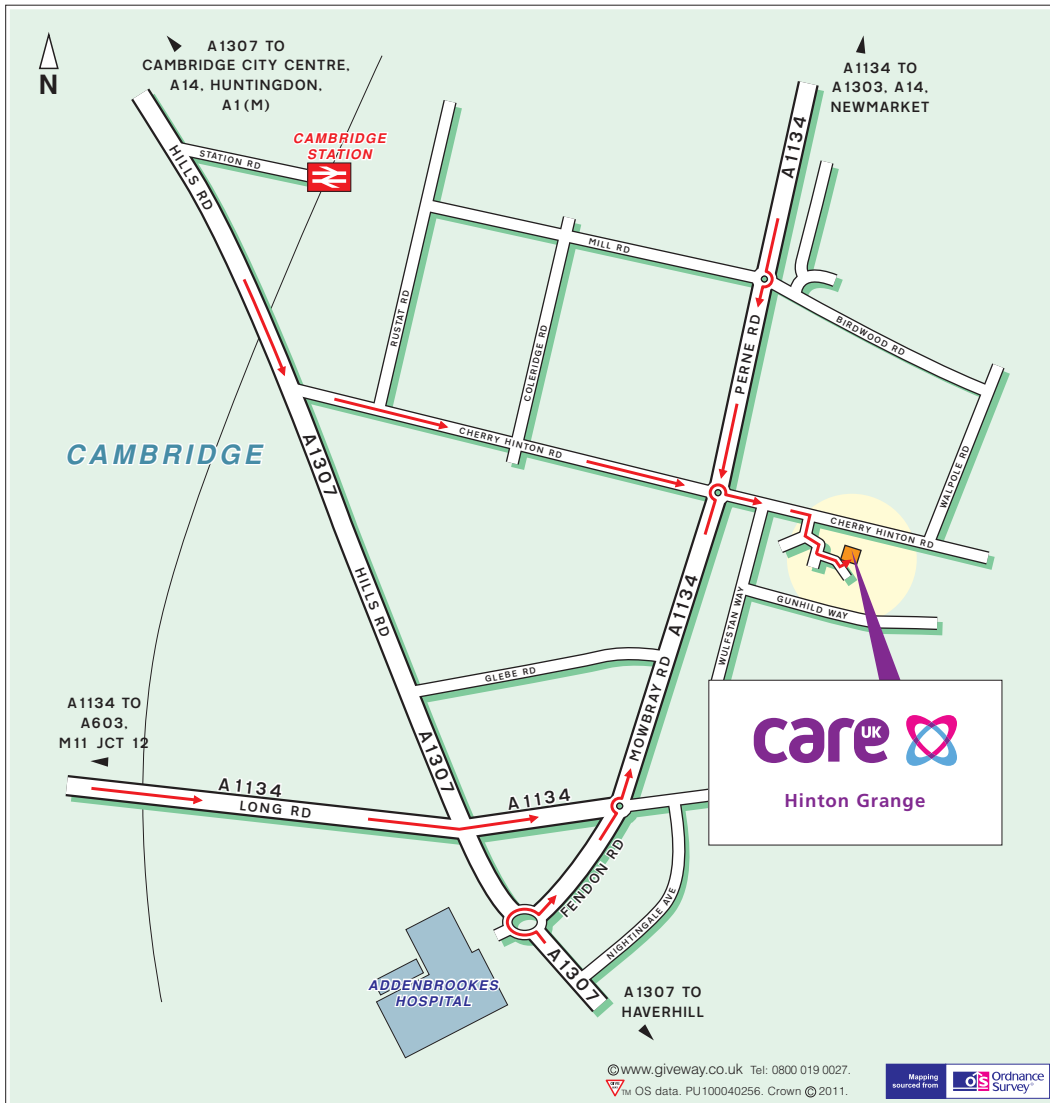 N
A1307 TO
CAMBRIDGE CITY CENTRE,
A14, HUNTINGDON,
A1(M)
A1134 TO
A1303, A14,
NEWMARKET
CAMBRIDGE
STATION
STATION RD
HILLS RD
A1134
MILL RD
RUSTAT RD
COLERIDGE RD
PERNE RD
BIRDWOOD RD
WALPOLE RD
CHERRY HINTON RD
CAMBRIDGE
A1307
CHERRY HINTON RD
HILLS RD
A1134
WULFSTAN WAY
GUNHILD WAY
GLEBE RD
MOWBRAY RD
care UK
Hinton Grange
A1134 TO
A603,
M11 JCT 12
A1307
A1134
LONG RD
A1134
FENDON RD
NIGHTINGALE AVE
A1307
ADDENBROOKES
HOSPITAL
A1307 TO
HAVERHILL
© www.giveway.co.uk Tel: 0800 019 0027.
TM OS data. PU100040256. Crown © 2011.
Mapping
sourced from
OS
Ordnance
Survey®